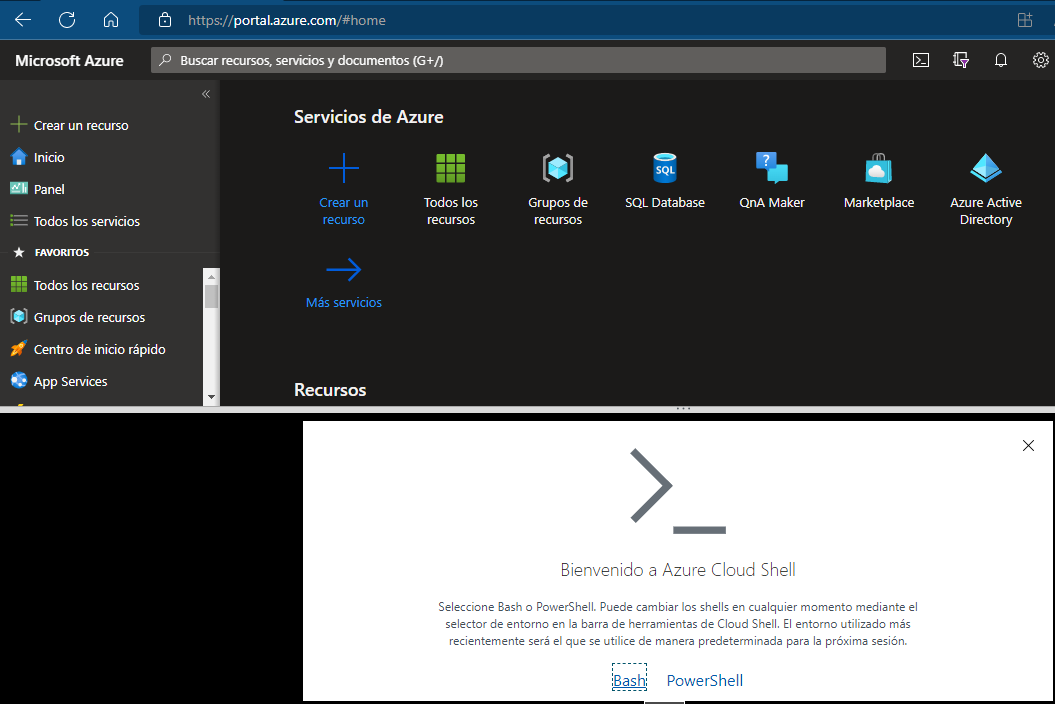 https://portal.azure.com/#home
Microsoft Azure
Buscar recursos, servicios y documentos (G+/)
Crear un recurso
Inicio
Panel
Todos los servicios
FAVORITOS
Todos los recursos
Grupos de recursos
Centro de inicio rápido
App Services
Servicios de Azure
Crear un
recurso
Todos los
recursos
Grupos de
recursos
SQL
SQL Database
QnA Maker
Marketplace
Azure Active
Directory
Más servicios
Recursos
Bienvenido a Azure Cloud Shell
Seleccione Bash o PowerShell. Puede cambiar los shells en cualquier momento mediante el
selector de entorno en la barra de herramientas de Cloud Shell. El entorno utilizado más
recientemente será el que se utilice de manera predeterminada para la próxima sesión.
Bash PowerShell